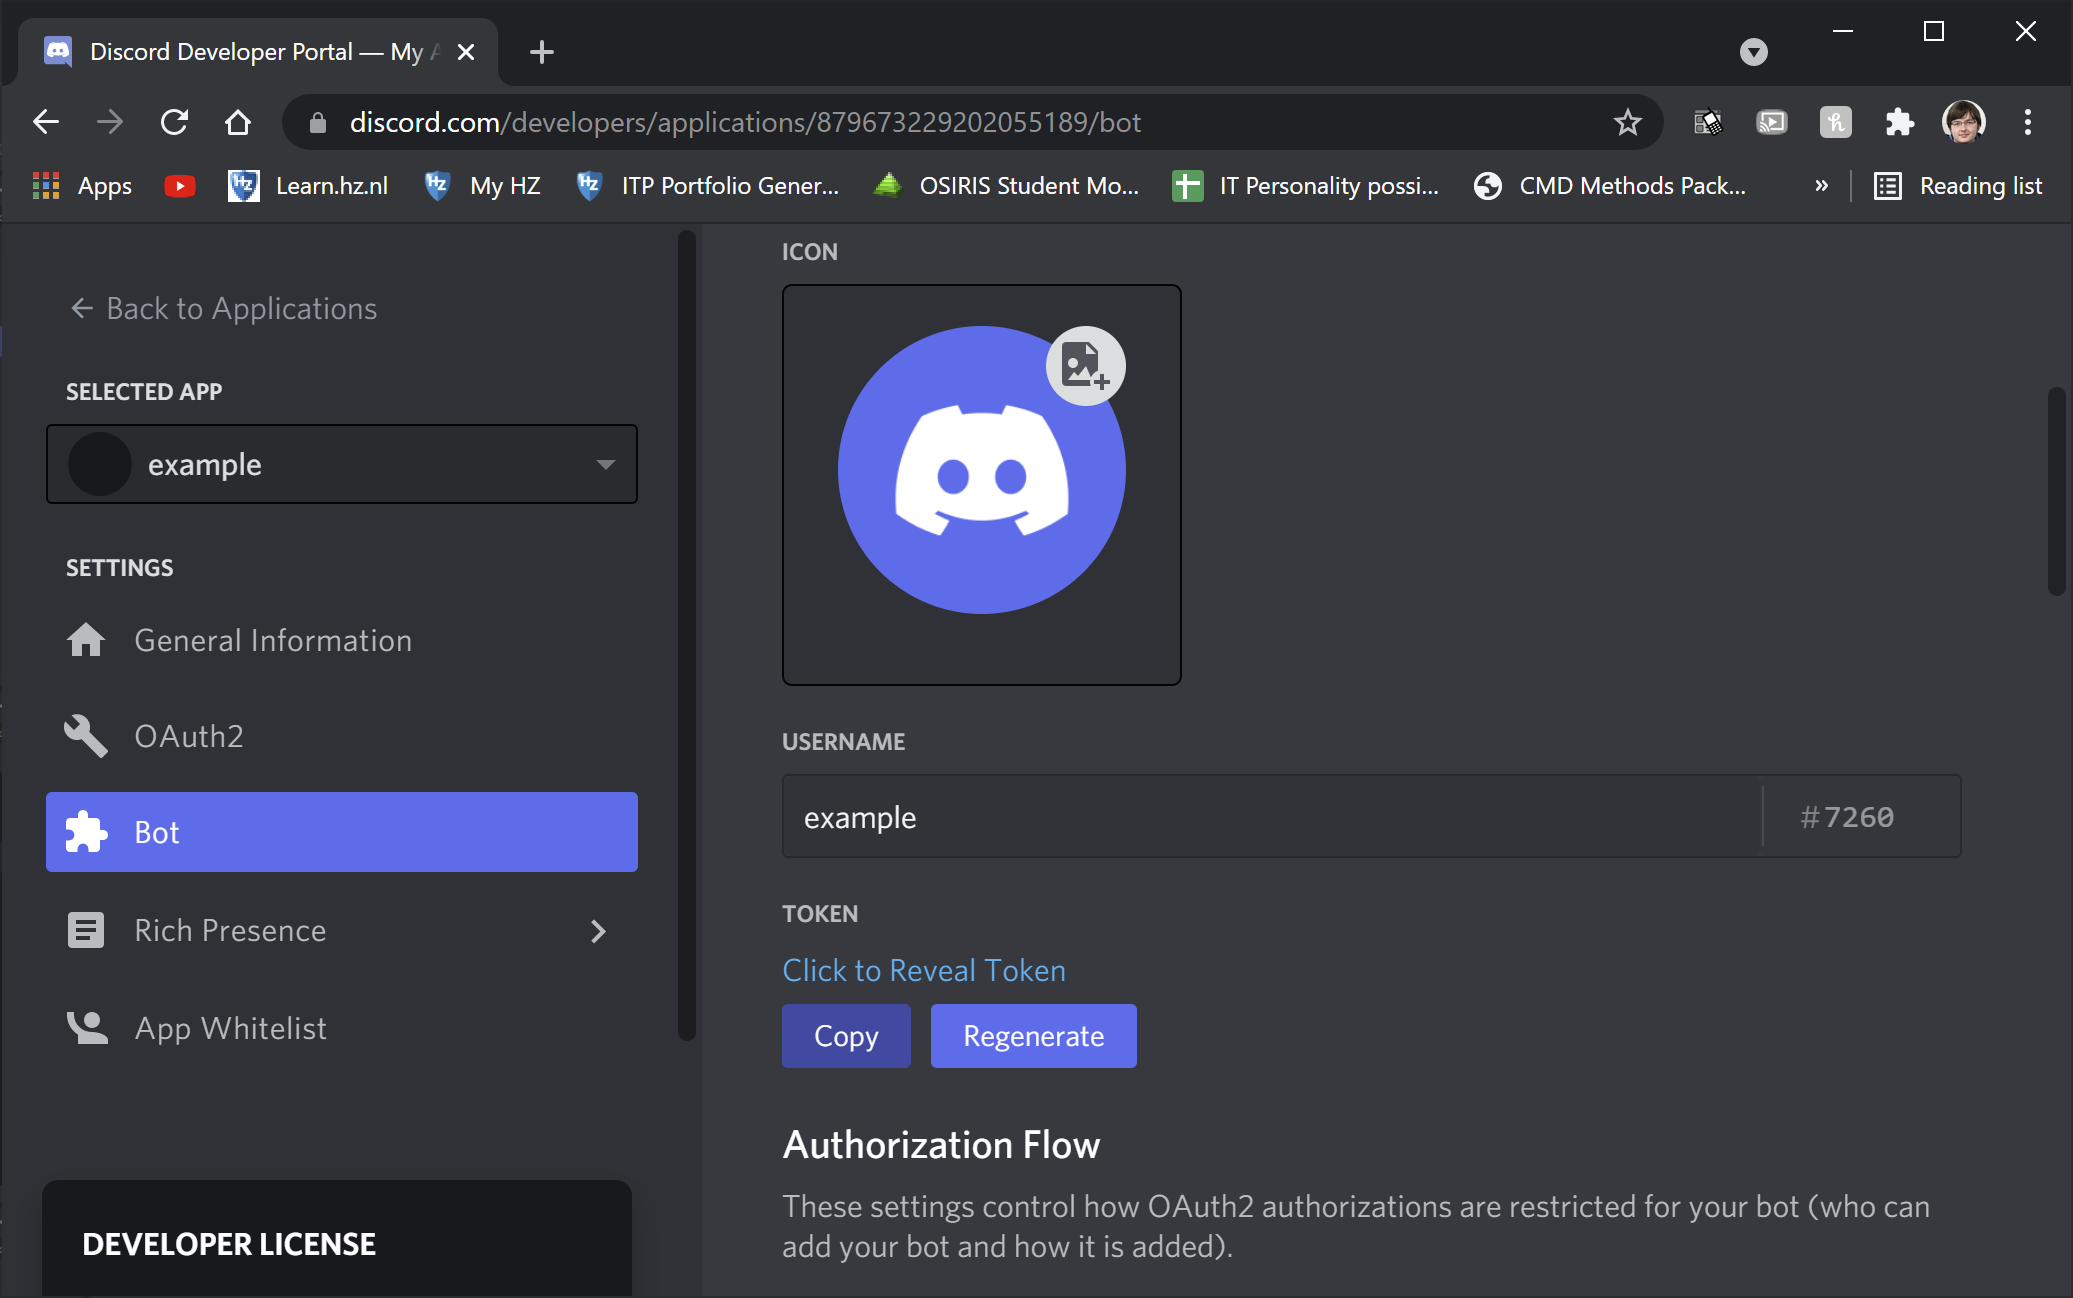 Discord Developer Portal — My A
discord.com/developers/applications/879673229202055189/bot
Apps
Learn.hz.nl
My HZ
ITP Portfolio Gener...
OSIRIS Student Mo...
IT Personality possi...
CMD Methods Pack...
»
Reading list
← Back to Applications
SELECTED APP
example
SETTINGS
General Information
OAuth2
Bot
Rich Presence
App Whitelist
DEVELOPER LICENSE
ICON
USERNAME
example
#7260
TOKEN
Click to Reveal Token
Copy
Regenerate
Authorization Flow
These settings control how OAuth2 authorizations are restricted for your bot (who can
add your bot and how it is added).